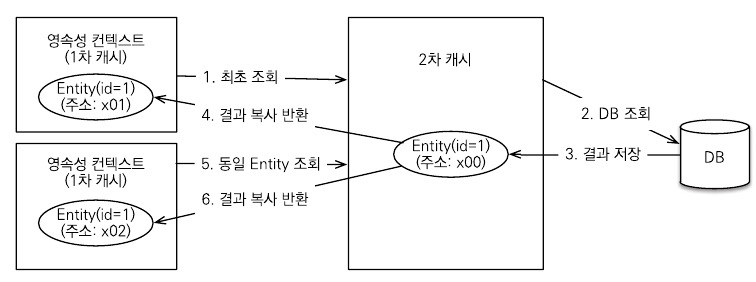 영속성 컨텍스트
(1차 캐시)
Entity(id=1)
(주소: x01)
1. 최초 조회
4. 결과 복사 반환
영속성 컨텍스트
(1차 캐시)
Entity(id=1)
(주소: x02)
5. 동일 Entity 조회
6. 결과 복사 반환
2차 캐시
Entity(id=1)
(주소: x00)
2. DB 조회
3. 결과 저장
DB